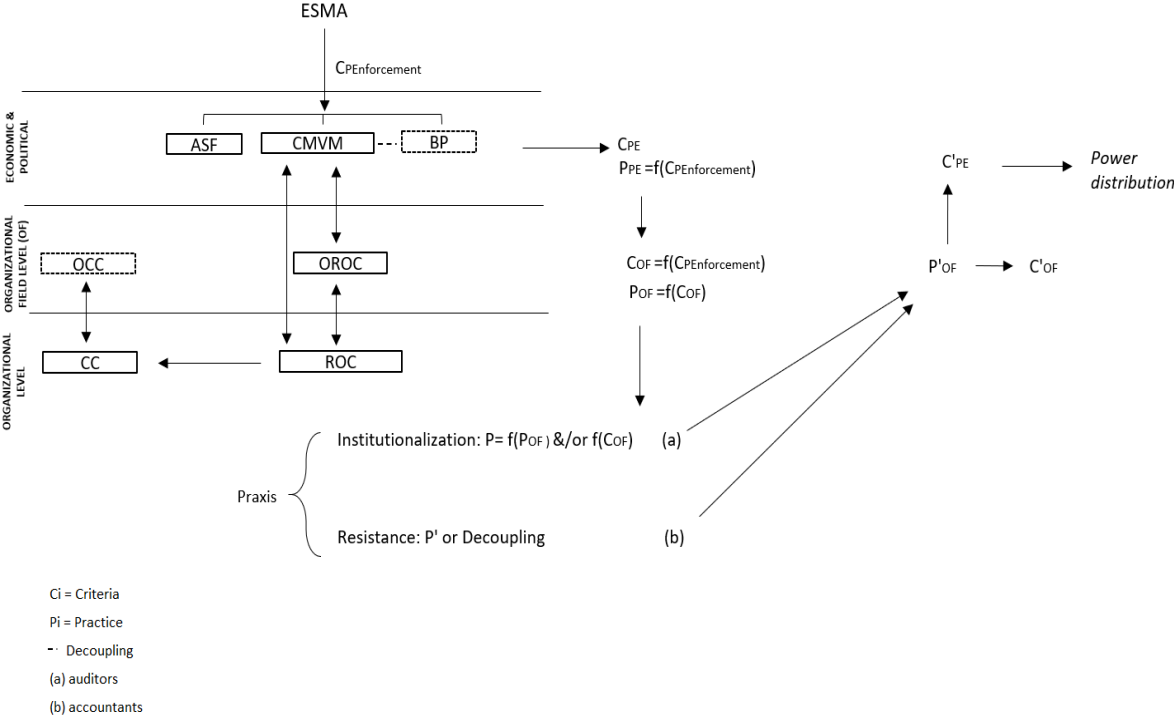 ESMA
CPEnforcement
ECONOMIC &
POLITICAL
ASF
CMVM
BP
CPE
PPE =f(CPEnforcement)
C'PE
Power
distribution
ORGANIZATIONAL
FIELD LEVEL (OF)
OCC
OROC
COF =f(CPEnforcement)
POF =f(COF)
P'OF
C'OF
ORGANIZATIONAL
LEVEL
CC
ROC
Institutionalization: P= f(POF ) &/or f(COF) (a)
Praxis
Resistance: P' or Decoupling (b)
Ci = Criteria
Pi = Practice
Decoupling
(a) auditors
(b) accountants